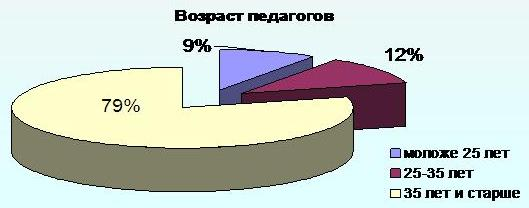 Возраст педагогов
9%
12%
79%
моложе 25 лет
25-35 лет
35 лет и старше